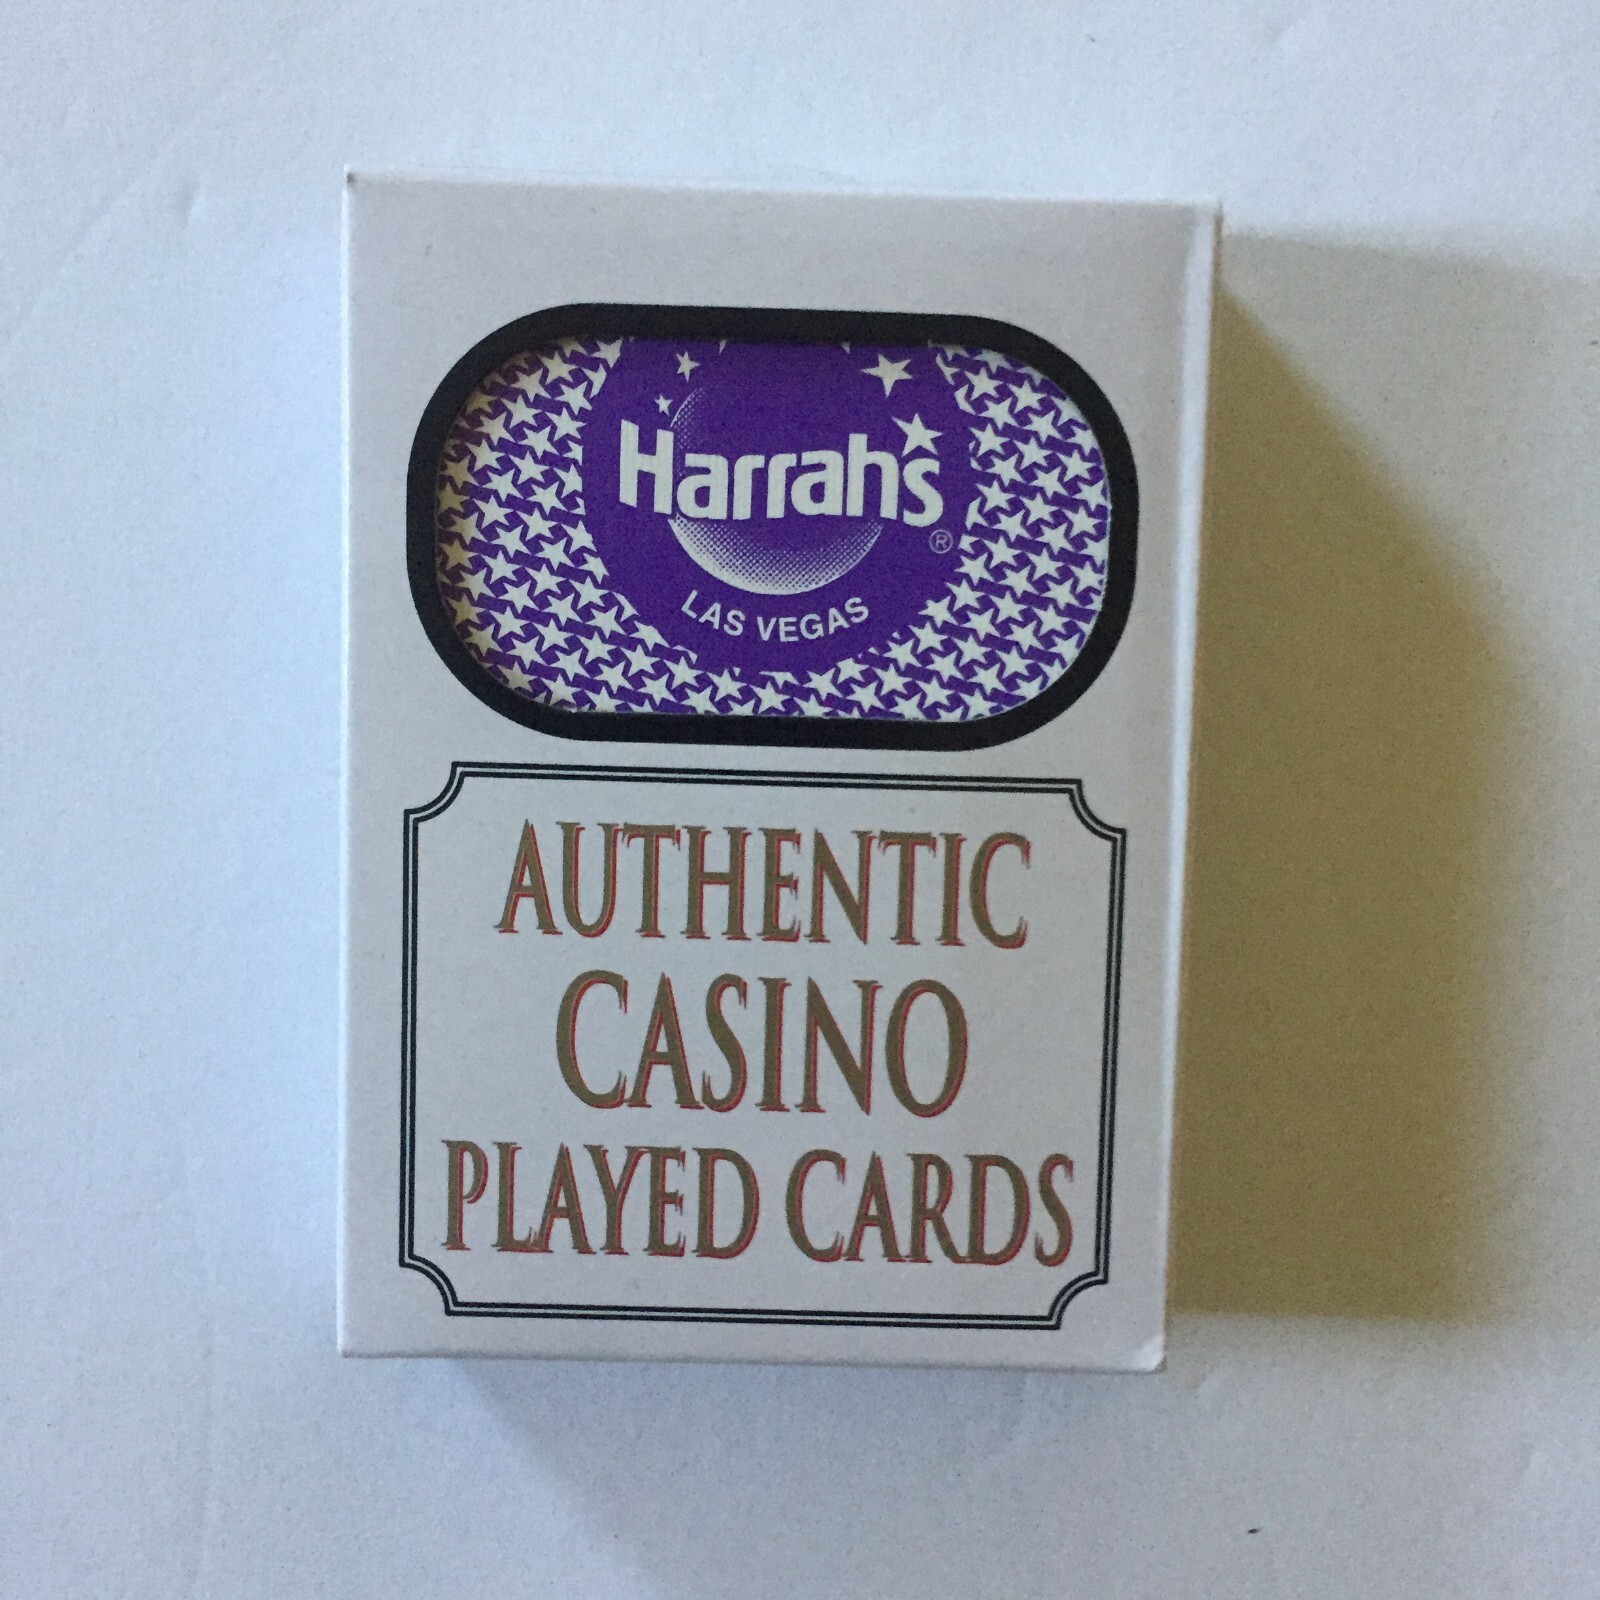 Harrah's
®
LAS VEGAS
AUTHENTIC
CASINO
PLAYED CARDS